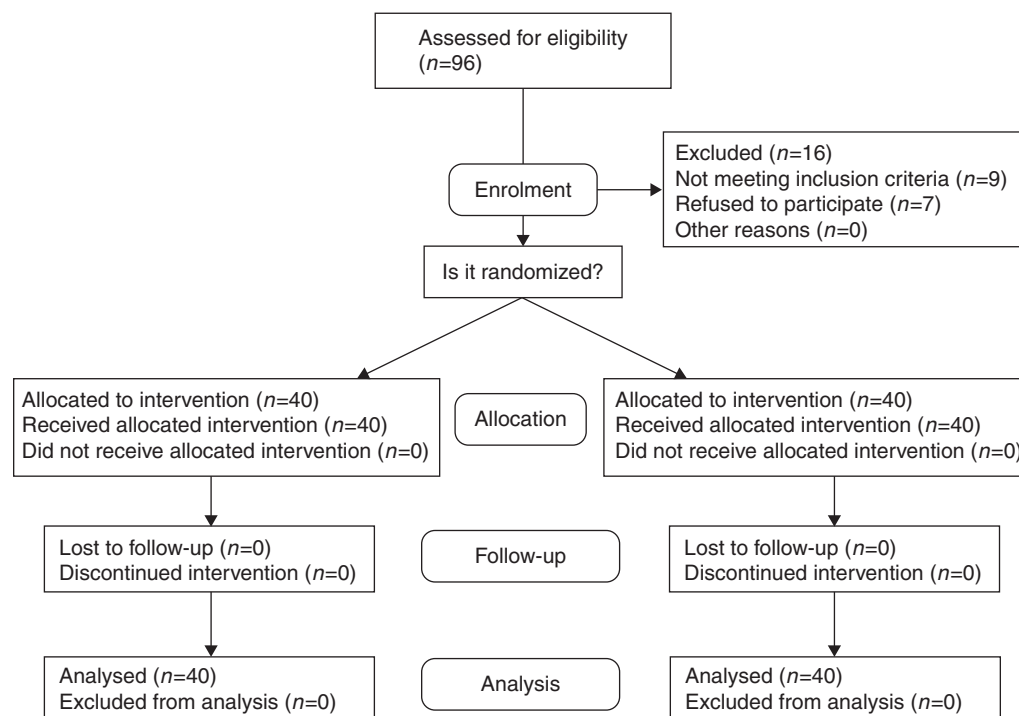 Assessed for eligibility
(n=96)
Excluded (n=16)
Not meeting inclusion criteria (n=9)
Refused to participate (n=7)
Other reasons (n=0)
Enrolment
Is it randomized?
Allocated to intervention (n=40)
Received allocated intervention (n=40)
Did not receive allocated intervention (n=0)
Allocation
Allocated to intervention (n=40)
Received allocated intervention (n=40)
Did not receive allocated intervention (n=0)
Lost to follow-up (n=0)
Discontinued intervention (n=0)
Follow-up
Lost to follow-up (n=0)
Discontinued intervention (n=0)
Analysed (n=40)
Excluded from analysis (n=0)
Analysis
Analysed (n=40)
Excluded from analysis (n=0)